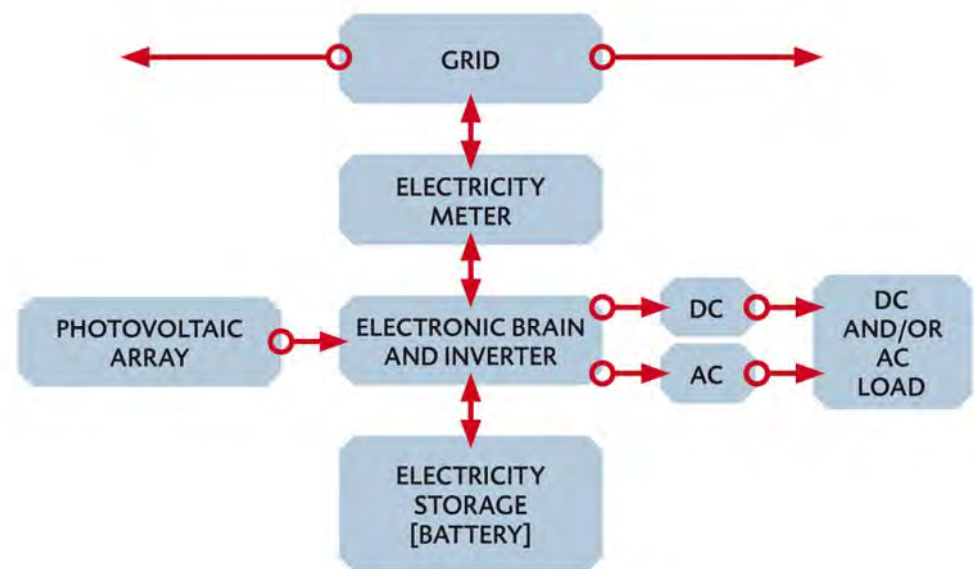 GRID
ELECTRICITY
METER
PHOTOVOLTAIC
ARRAY
ELECTRONIC BRAIN
AND INVERTER
DC
AC
DC
AND/OR
AC
LOAD
ELECTRICITY
STORAGE
[BATTERY]